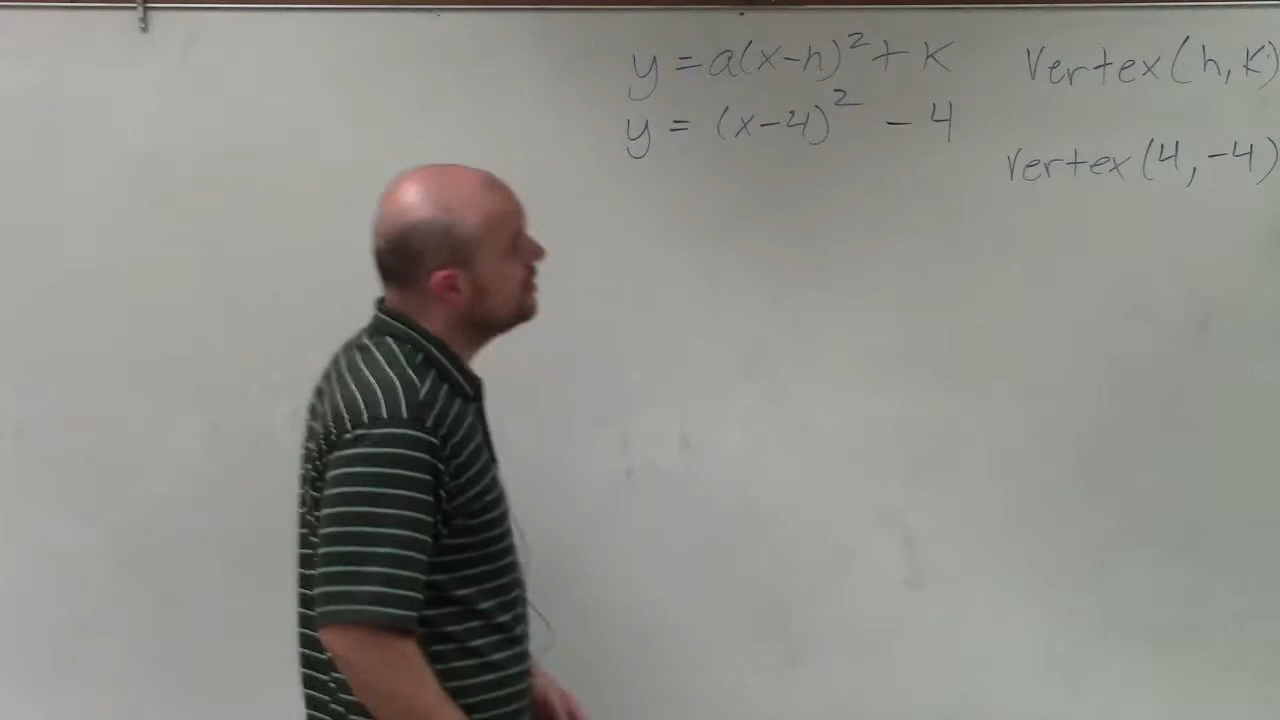 y = a(x-h)² + k Vertex (h, k)
y = (x-4)² - 4
Vertex (4, -4)